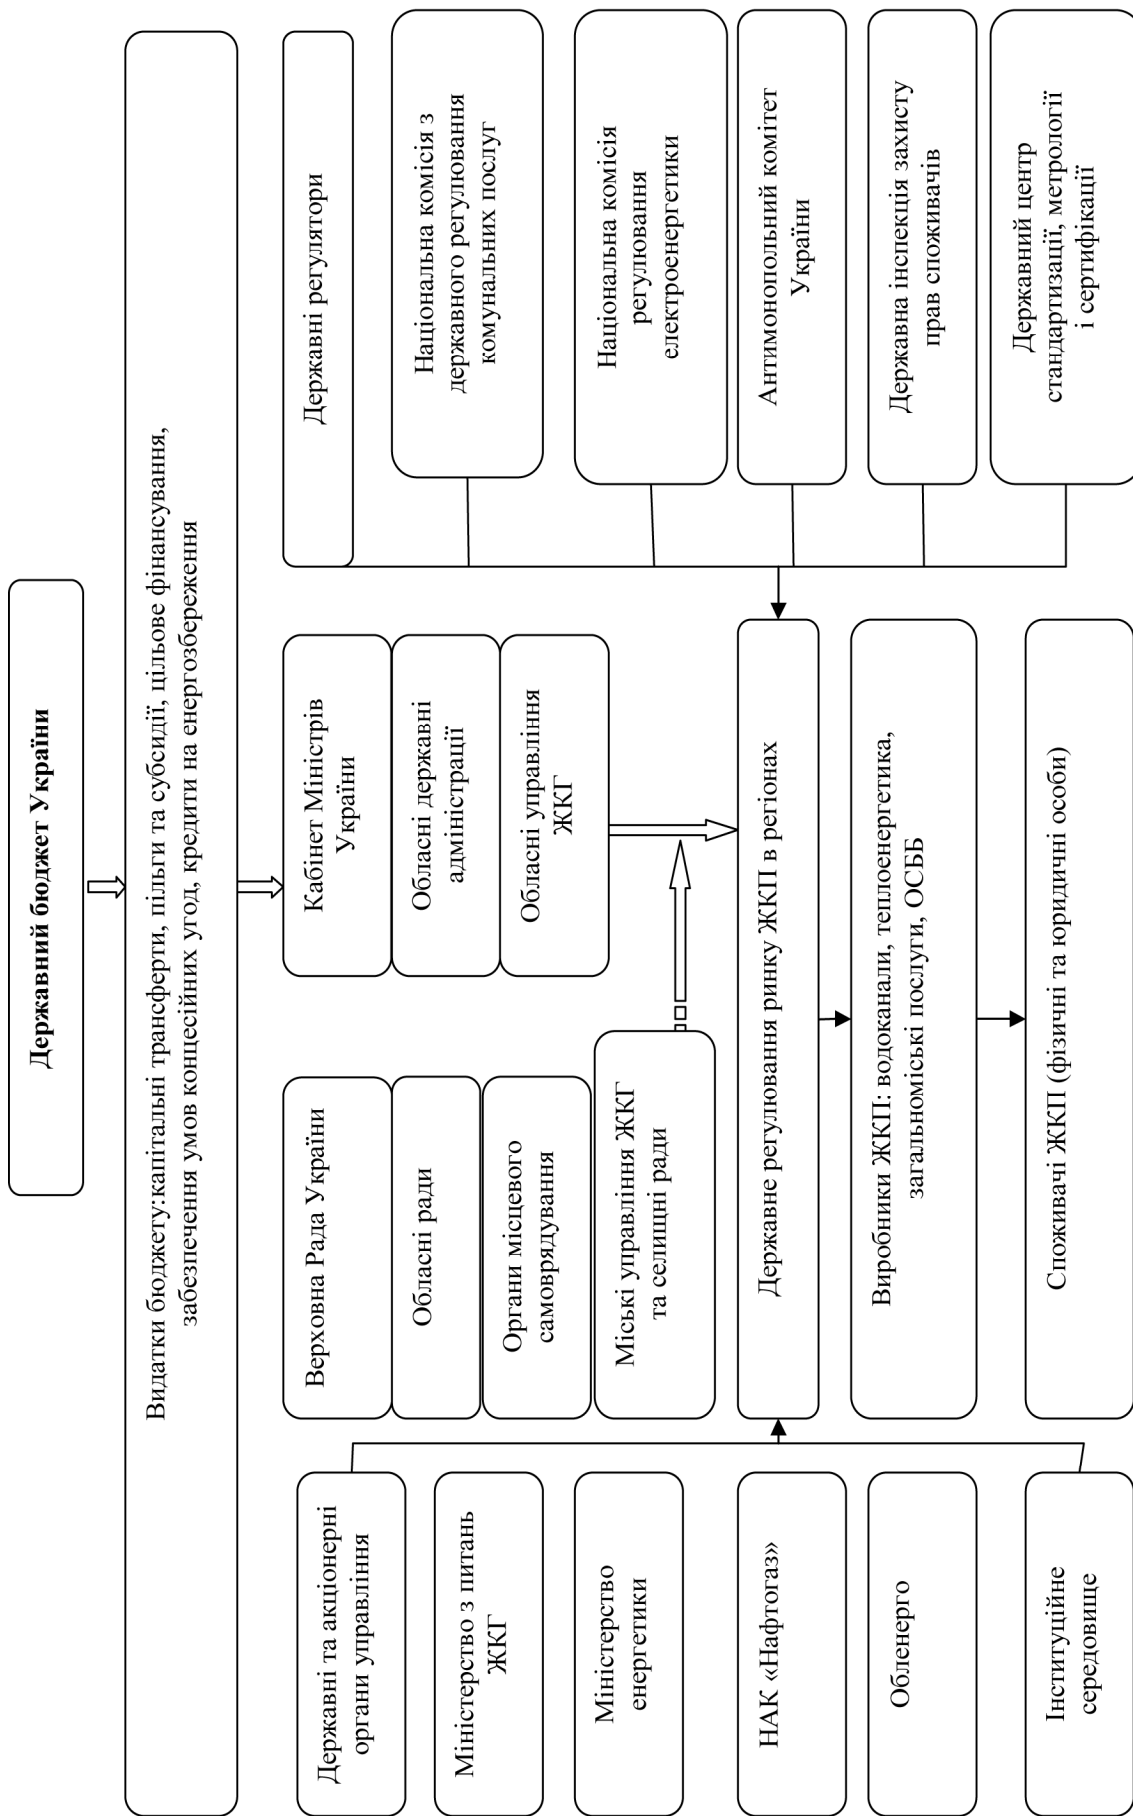 Державний бюджет України
Видатки бюджету:капітальні трансферти, пільги та субсидії, цільове фінансування,
забезпечення умов концесійних угод, кредити на енергозбереження
Державні та акціонерні
органи управління
Міністерство з питань
ЖКГ
Міністерство
енергетики
НАК «Нафтогаз»
Обленерго
Інституційне
середовище
Верховна Рада України
Обласні ради
Органи місцевого
самоврядування
Міські управління ЖКГ
та селищні ради
Кабінет Міністрів
України
Обласні державні
адміністрації
Обласні управління
ЖКГ
Державне регулювання ринку ЖКП в регіонах
Виробники ЖКП: водоканали, теплоенергетика,
загальноміські послуги, ОСББ
Споживачі ЖКП (фізичні та юридичні особи)
Державні регулятори
Національна комісія з
державного регулювання
комунальних послуг
Національна комісія
регулювання
електроенергетики
Антимонопольний комітет
України
Державна інспекція захисту
прав споживачів
Державний центр
стандартизації, метрології
і сертифікації